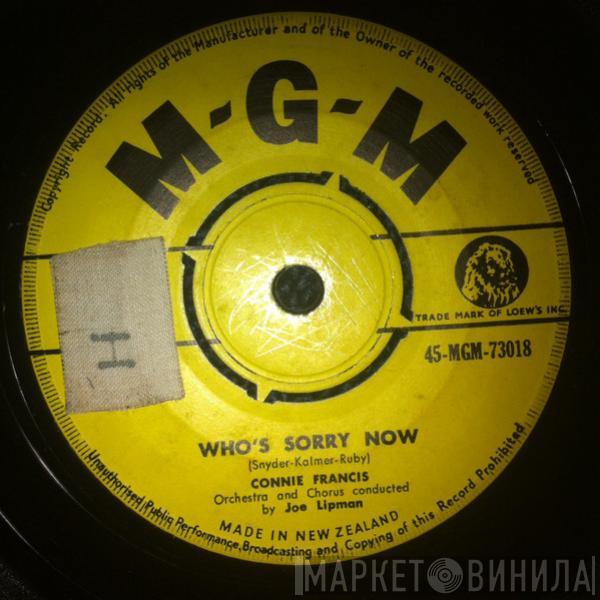 Copyright Record. All rights of the Manufacturer and of the Owner of the recorded work reserved
M-G-M
TRADE MARK OF LOEW'S INC.
45-MGM-73018
H
WHO'S SORRY NOW
(Snyder-Kalmer-Ruby)
CONNIE FRANCIS
Orchestra and Chorus conducted
by Joe Lipman
MADE IN NEW ZEALAND
Unauthorised Public Performance, Broadcasting and Copying of this Record Prohibited
МАРКЕТ ВИНИЛА